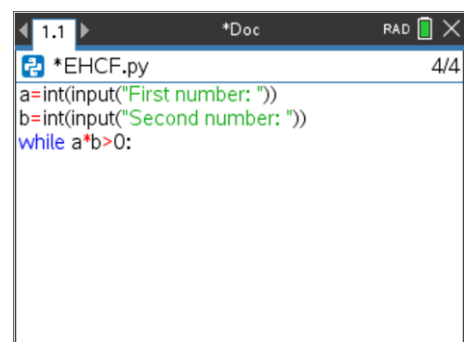 1.1 *Doc RAD
*EHCF.py 4/4
a=int(input("First number: "))
b=int(input("Second number: "))
while a*b>0: